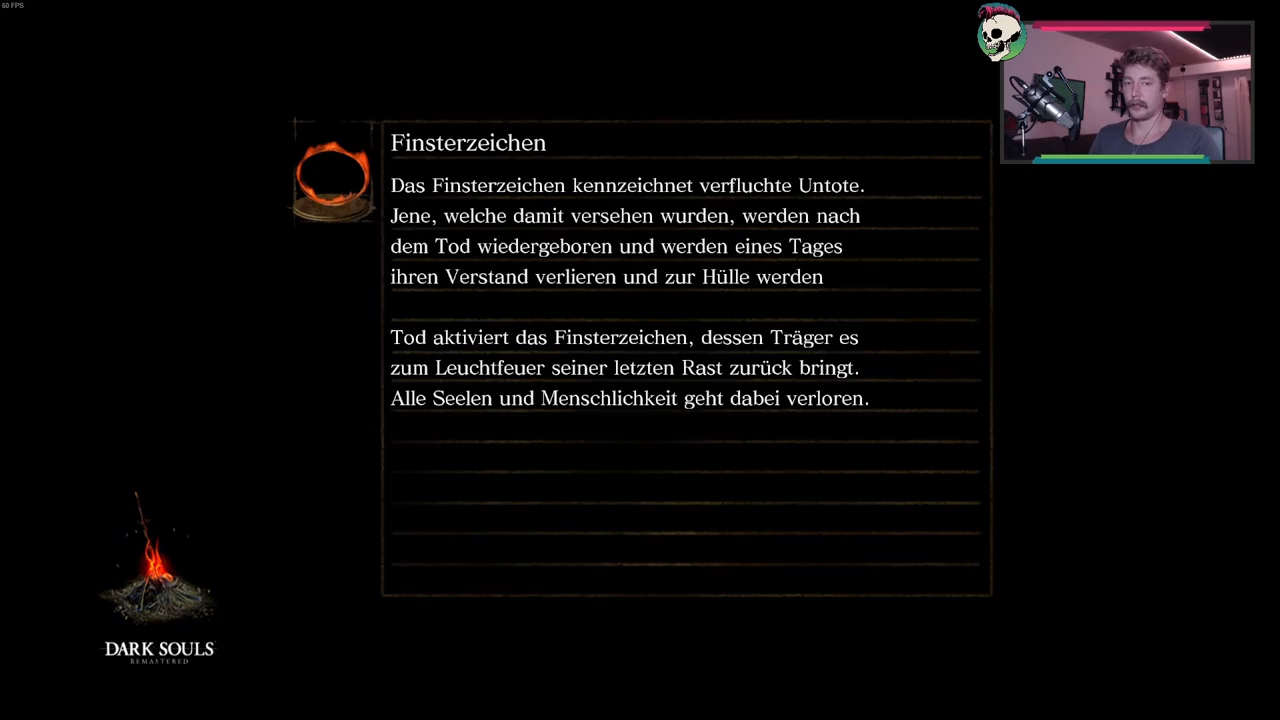 60 FPS
Finsterzeichen
Das Finsterzeichen kennzeichnet verfluchte Untote.
Jene, welche damit versehen wurden, werden nach
dem Tod wiedergeboren und werden eines Tages
ihren Verstand verlieren und zur Hülle werden
Tod aktiviert das Finsterzeichen, dessen Träger es
zum Leuchtfeuer seiner letzten Rast zurück bringt.
Alle Seelen und Menschlichkeit geht dabei verloren.
DARK SOULS
REMASTERED